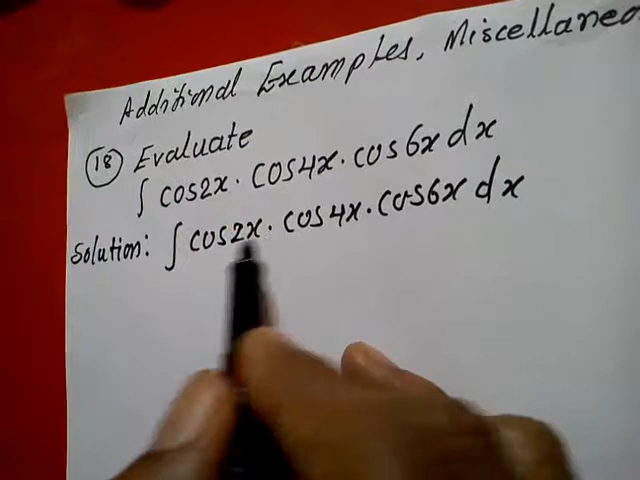 Additional Examples, Miscellaneo
18 Evaluate
∫ cos2x · cos4x · cos6x dx
Solution: ∫ cos2x · cos4x · cos6x dx